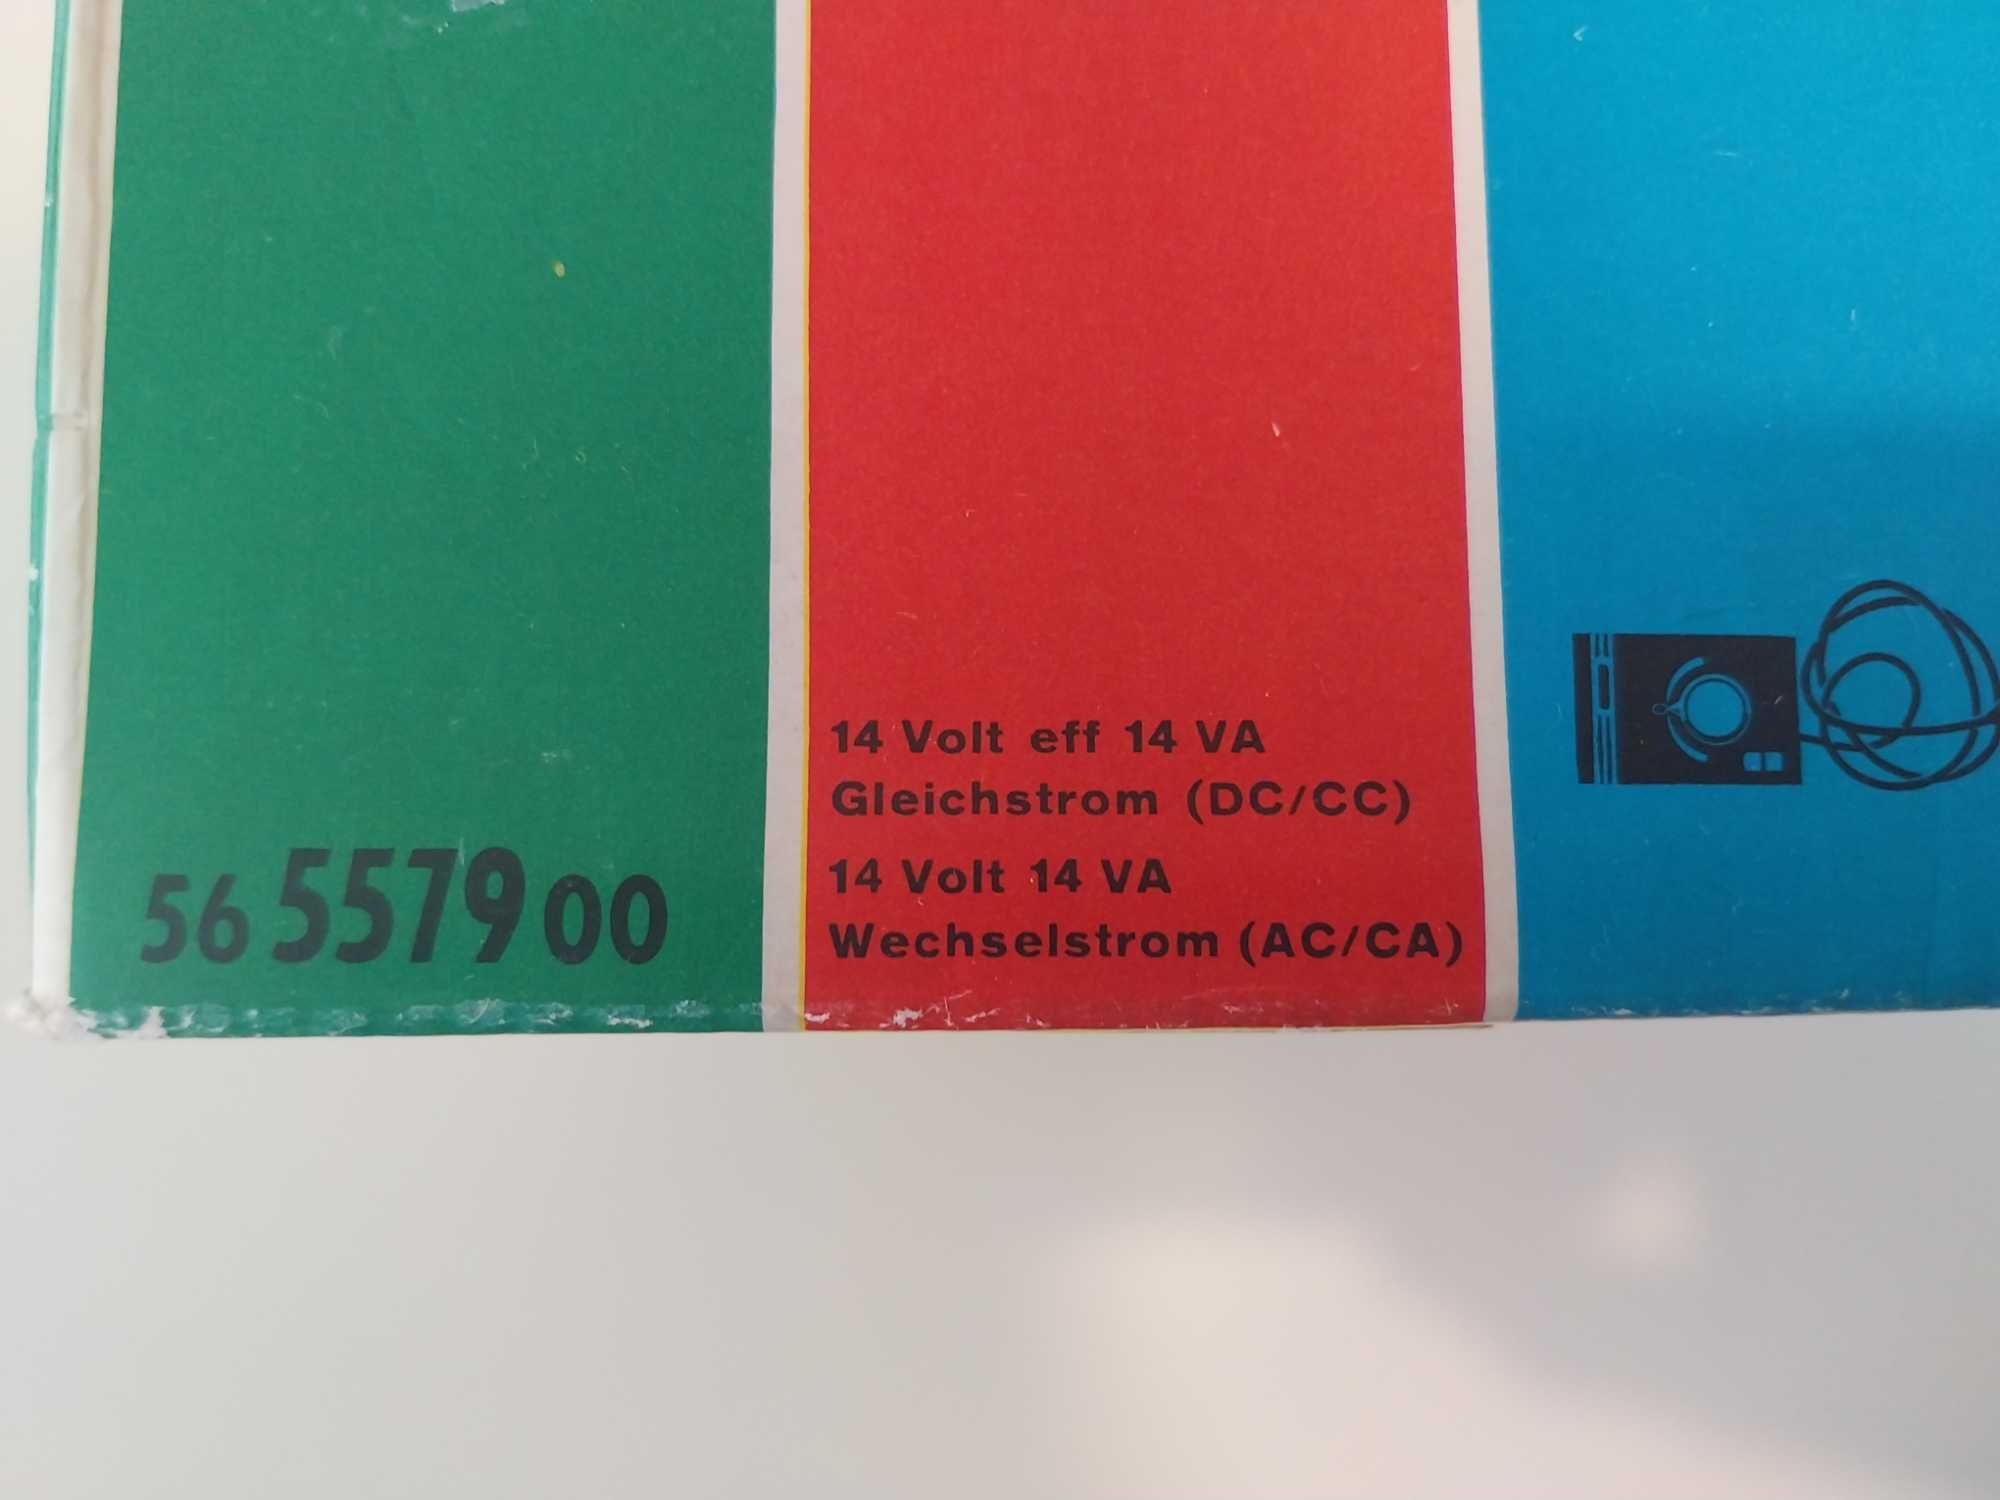 56 5579 00
14 Volt eff 14 VA
Gleichstrom (DC/CC)
14 Volt 14 VA
Wechselstrom (AC/CA)